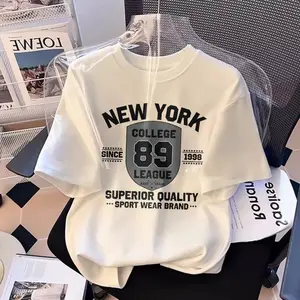 LOEWE
NEW YORK
COLLEGE
SINCE 89 1998
LEAGUE
SUPERIOR QUALITY
SPORT WEAR BRAND